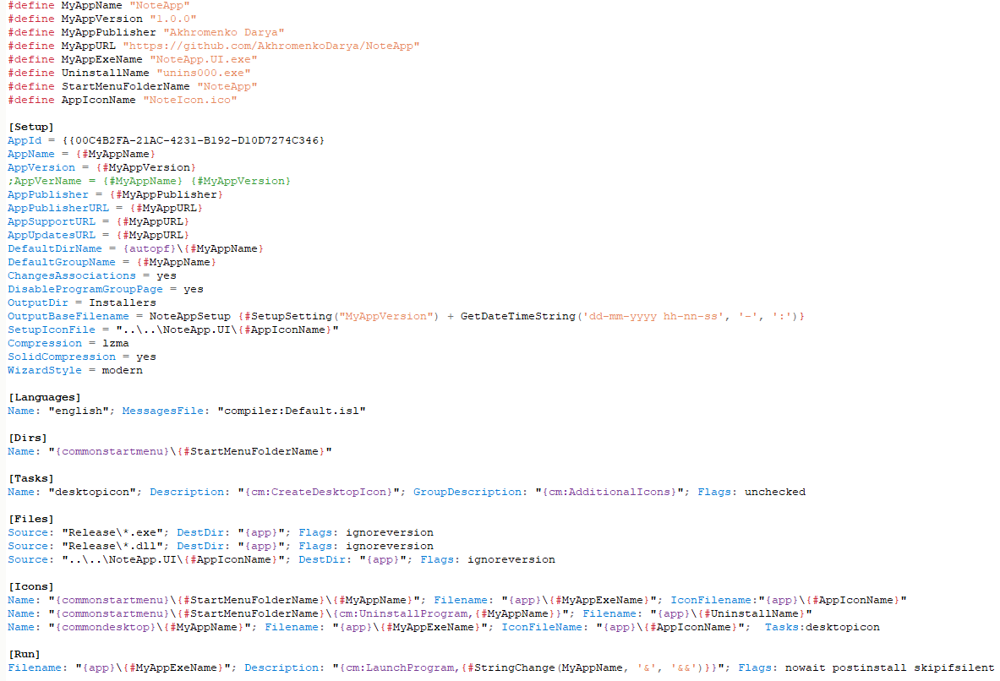 #define MyAppName "NoteApp"
#define MyAppVersion "1.0.0"
#define MyAppPublisher "Akhromenko Darya"
#define MyAppURL "https://github.com/AkhromenkoDarya/NoteApp"
#define MyAppExeName "NoteApp.UI.exe"
#define UninstallName "unins000.exe"
#define StartMenuFolderName "NoteApp"
#define AppIconName "NoteIcon.ico"
[Setup]
AppId = {{00C4B2FA-21AC-4231-B192-D10D7274C346}
AppName = {#MyAppName}
AppVersion = {#MyAppVersion}
;AppVerName = {#MyAppName} {#MyAppVersion}
AppPublisher = {#MyAppPublisher}
AppPublisherURL = {#MyAppURL}
AppSupportURL = {#MyAppURL}
AppUpdatesURL = {#MyAppURL}
DefaultDirName = {autopf}\{#MyAppName}
DefaultGroupName = {#MyAppName}
ChangesAssociations = yes
DisableProgramGroupPage = yes
OutputDir = Installers
OutputBaseFilename = NoteAppSetup {#SetupSetting("MyAppVersion") + GetDateTimeString('dd-mm-yyyy hh-nn-ss', '-', ':')}
SetupIconFile = "..\..\NoteApp.UI\{#AppIconName}"
Compression = lzma
SolidCompression = yes
WizardStyle = modern
[Languages]
Name: "english"; MessagesFile: "compiler:Default.isl"
[Dirs]
Name: "{commonstartmenu}\{#StartMenuFolderName}"
[Tasks]
Name: "desktopicon"; Description: "{cm:CreateDesktopIcon}"; GroupDescription: "{cm:AdditionalIcons}"; Flags: unchecked
[Files]
Source: "Release\*.exe"; DestDir: "{app}"; Flags: ignoreversion
Source: "Release\*.dll"; DestDir: "{app}"; Flags: ignoreversion
Source: "..\..\NoteApp.UI\{#AppIconName}"; DestDir: "{app}"; Flags: ignoreversion
[Icons]
Name: "{commonstartmenu}\{#StartMenuFolderName}\{#MyAppName}"; Filename: "{app}\{#MyAppExeName}"; IconFilename:"{app}\{#AppIconName}"
Name: "{commonstartmenu}\{#StartMenuFolderName}\{cm:UninstallProgram,{#MyAppName}}"; Filename: "{app}\{#UninstallName}"
Name: "{commondesktop}\{#MyAppName}"; Filename: "{app}\{#MyAppExeName}"; IconFileName: "{app}\{#AppIconName}";  Tasks:desktopicon
[Run]
Filename: "{app}\{#MyAppExeName}"; Description: "{cm:LaunchProgram,{#StringChange(MyAppName, '&', '&&')}}"; Flags: nowait postinstall skipifsilent